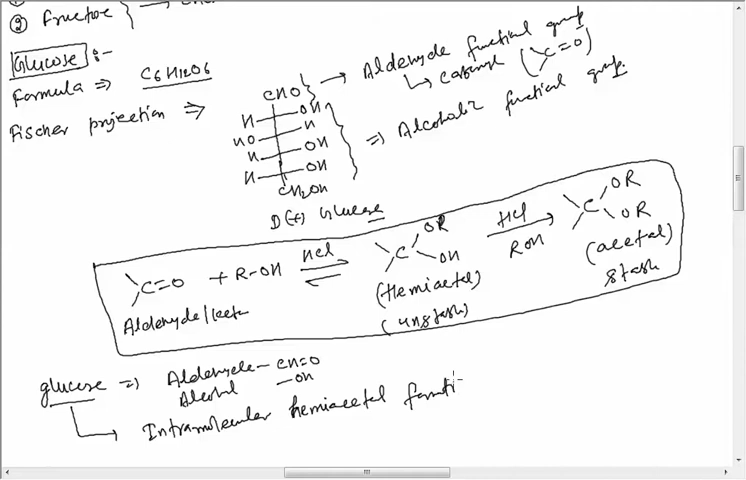 ② Fructose
Glucose :-
Formula ⇒ C6H12O6
Fischer projection ⇒
CHO → Aldehyde functional group
↳ Carbonyl (C=O)
H OH
HO H
H OH
H OH
CH2OH
⇒ Alcoholic functional group.
D(+) Glucose
C=O + R-OH HCl ⇌ C OR OH HCl ROH → C OR OR
Aldehyde/keto (Hemiacetal) (acetal)
(unstable) stable
glucose ⇒ Aldehyde - CH=O
Alcohol - OH
→ Intramolecular hemiacetal formati